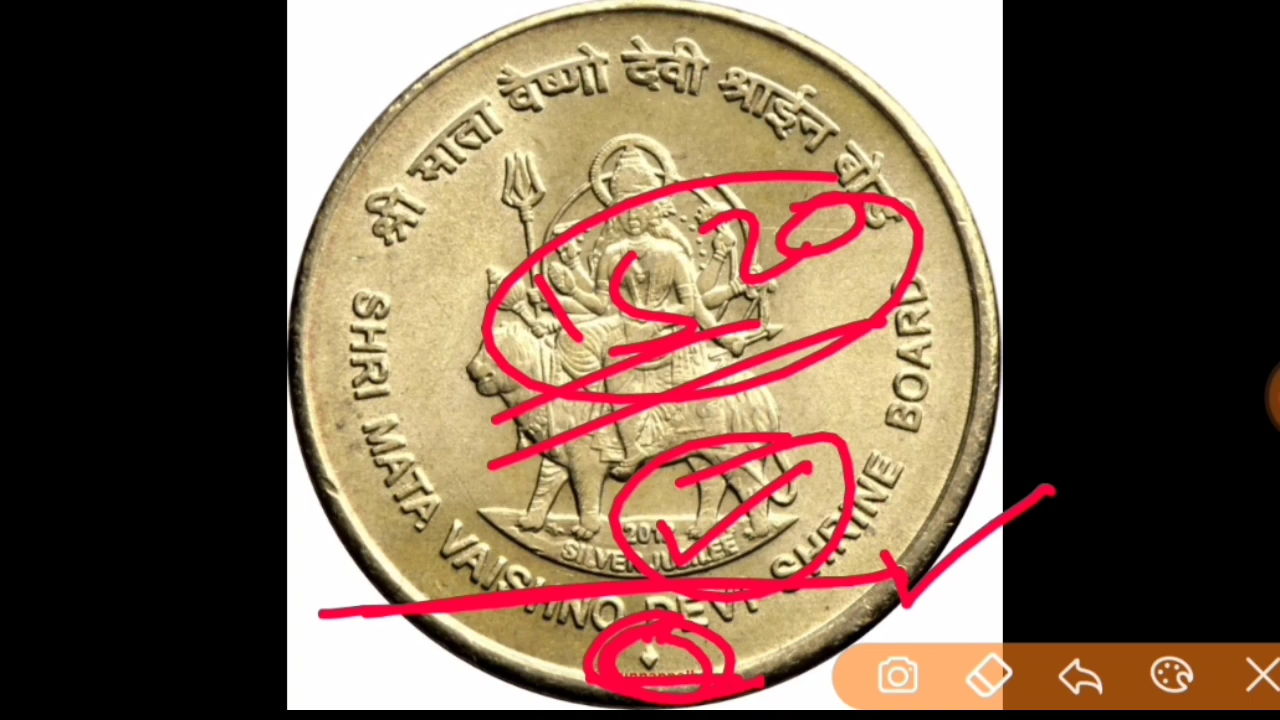 श्री माता वैष्णो देवी श्राईन बोर्ड
SHRI MATA VAISHNO DEVI SHRINE BOARD
SILVER JUBILEE